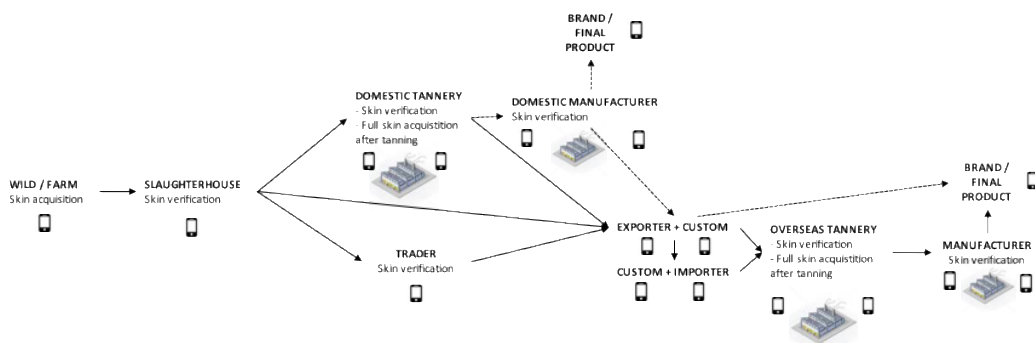 BRAND /
FINAL
PRODUCT
DOMESTIC TANNERY
- Skin verification
- Full skin acquistition
after tanning
DOMESTIC MANUFACTURER
Skin verification
WILD / FARM
Skin acquisition
SLAUGHTERHOUSE
Skin verification
TRADER
Skin verification
EXPORTER + CUSTOM
CUSTOM + IMPORTER
OVERSEAS TANNERY
- Skin verification
- Full skin acquistition
after tanning
BRAND /
FINAL
PRODUCT
MANUFACTURER
Skin verification